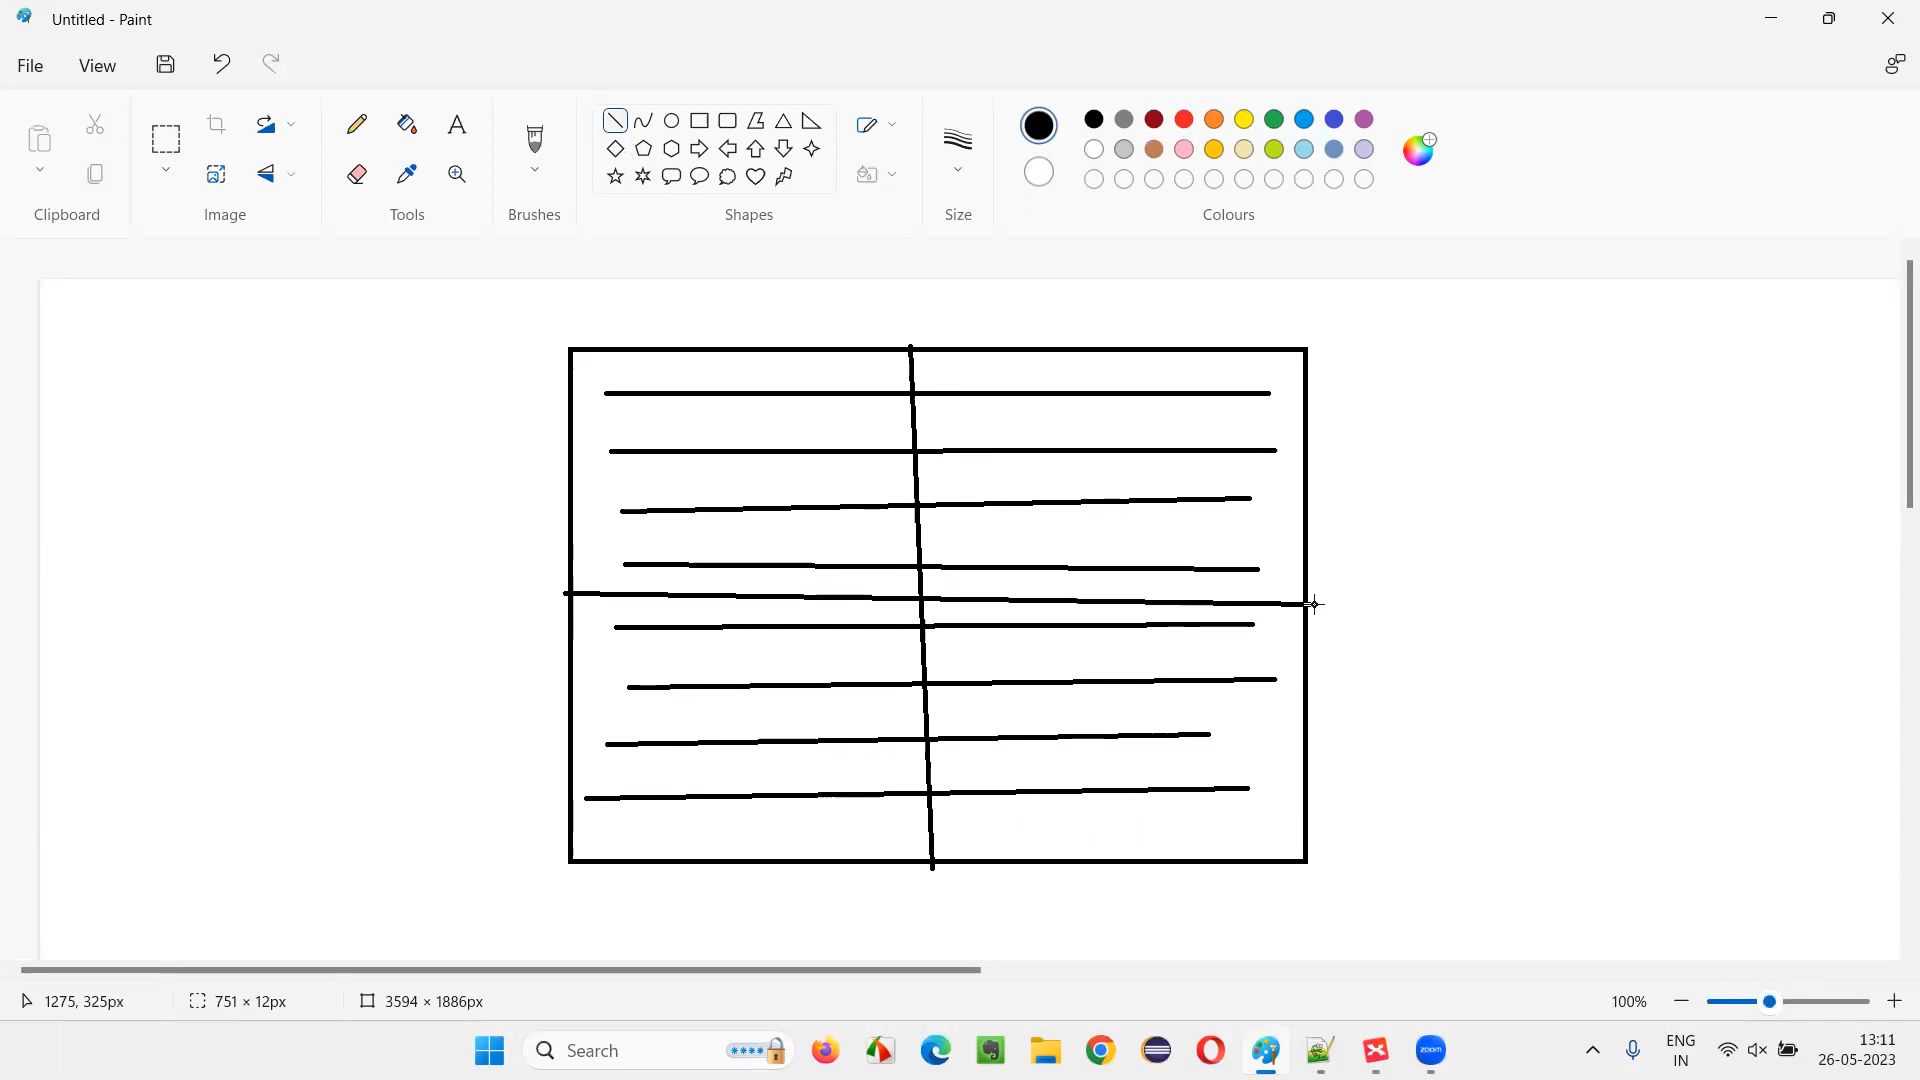 Untitled - Paint
File View
Clipboard Image Tools Brushes Shapes Size Colours
1275, 325px 751 × 12px 3594 × 1886px 100%
Search zoom ENG 13:11
IN 26-05-2023